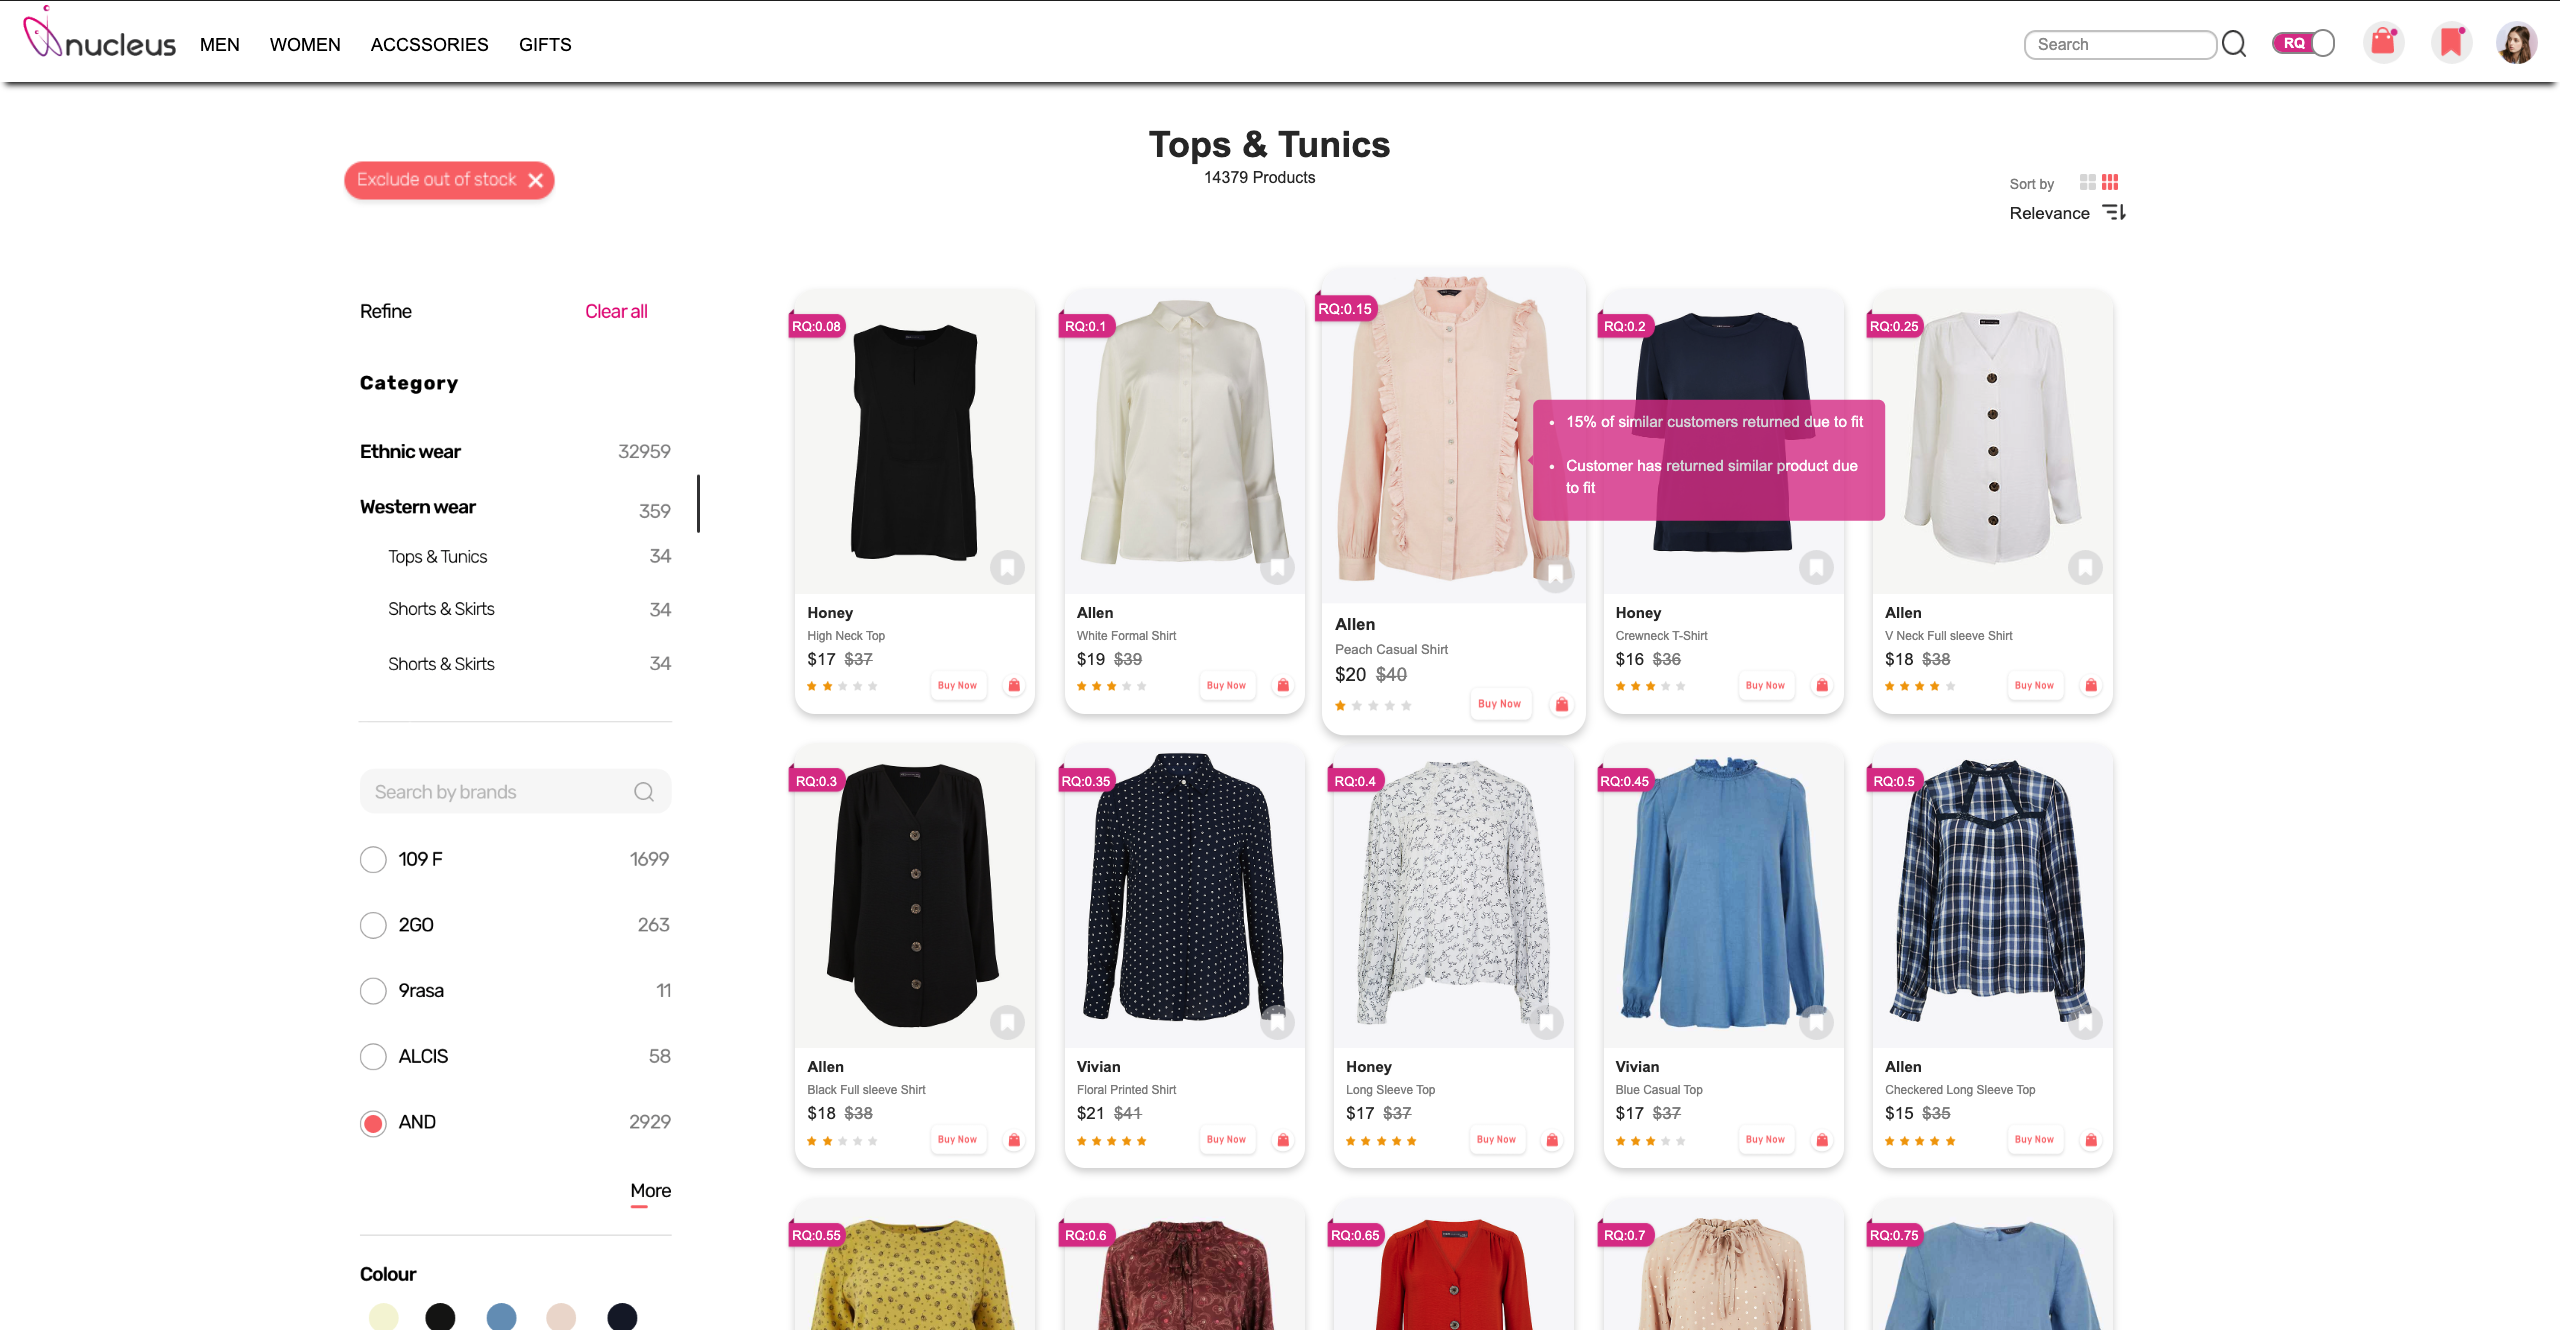 nucleus
MEN WOMEN ACCSSORIES GIFTS
Search
RQ
Tops & Tunics
14379 Products
Exclude out of stock
Sort by
Relevance
Refine Clear all
Category
Ethnic wear 32959
Western wear 359
Tops & Tunics 34
Shorts & Skirts 34
Shorts & Skirts 34
Search by brands
109 F 1699
2GO 263
9rasa 11
ALCIS 58
AND 2929
More
Colour
RQ:0.08
Honey
High Neck Top
$17 $37
Buy Now
RQ:0.1
Allen
White Formal Shirt
$19 $39
Buy Now
RQ:0.15
Allen
Peach Casual Shirt
$20 $40
Buy Now
15% of similar customers returned due to fit
Customer has returned similar product due
to fit
RQ:0.2
Honey
Crewneck T-Shirt
$16 $36
Buy Now
RQ:0.25
Allen
V Neck Full sleeve Shirt
$18 $38
Buy Now
RQ:0.3
Allen
Black Full sleeve Shirt
$18 $38
Buy Now
RQ:0.35
Vivian
Floral Printed Shirt
$21 $41
Buy Now
RQ:0.4
Honey
Long Sleeve Top
$17 $37
Buy Now
RQ:0.45
Vivian
Blue Casual Top
$17 $37
Buy Now
RQ:0.5
Allen
Checkered Long Sleeve Top
$15 $35
Buy Now
RQ:0.55
RQ:0.6
RQ:0.65
RQ:0.7
RQ:0.75